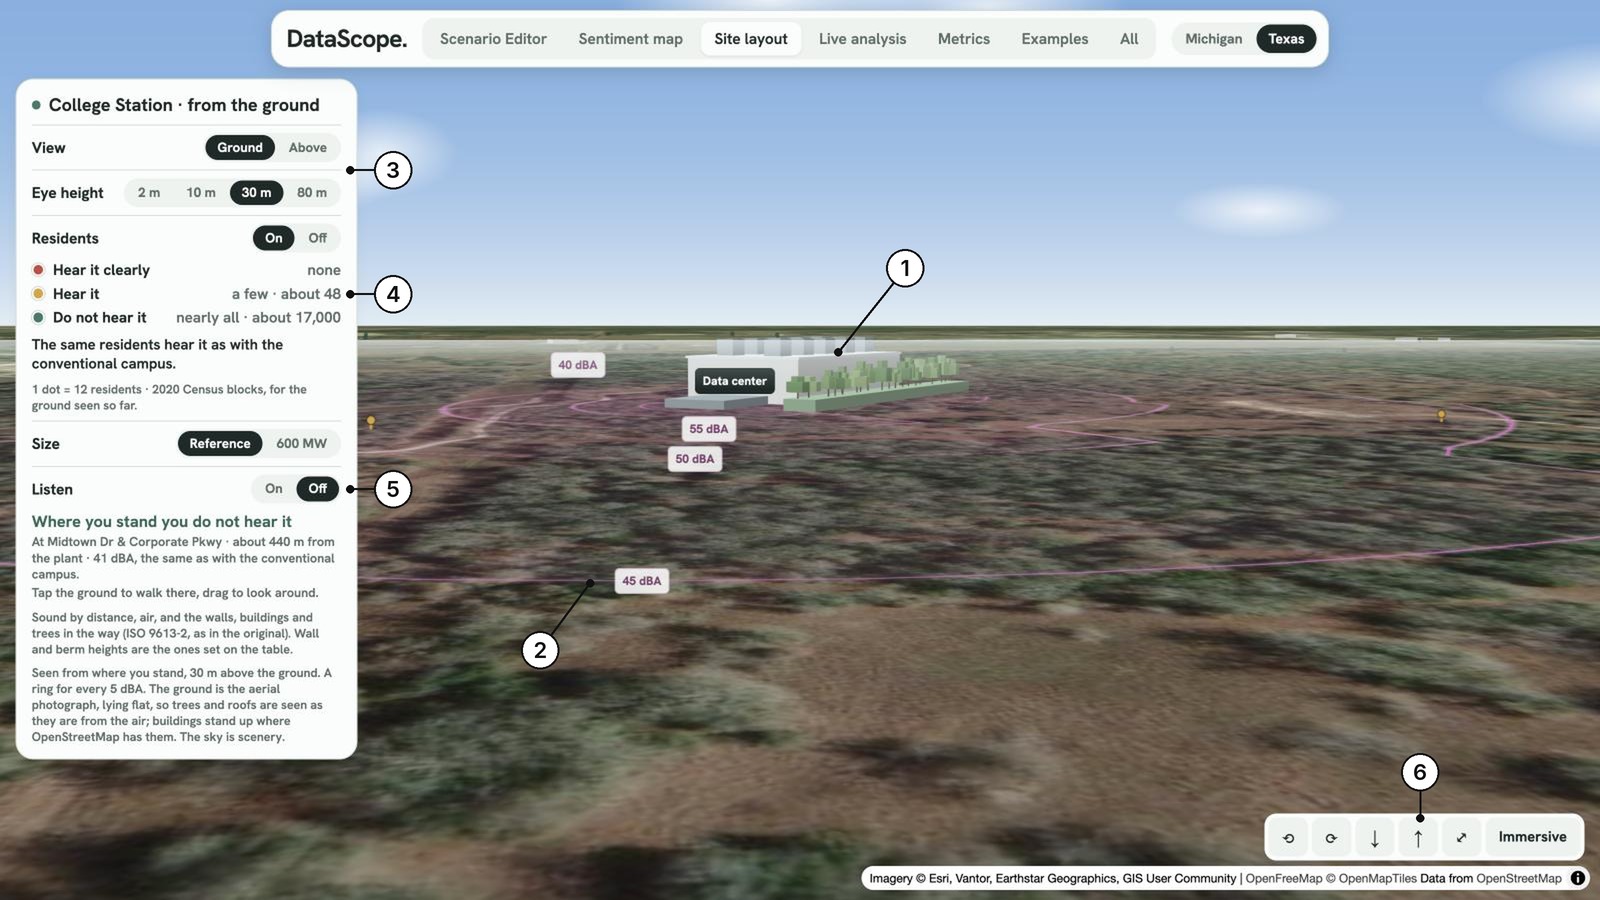 DataScope.
Scenario Editor
Sentiment map
Site layout
Live analysis
Metrics
Examples
All
Michigan
Texas
College Station · from the ground
View
Ground
Above
3
Eye height
2 m
10 m
30 m
80 m
Residents
On
Off
Hear it clearly
none
Hear it
a few · about 48
4
Do not hear it
nearly all · about 17,000
The same residents hear it as with the
conventional campus.
1 dot = 12 residents · 2020 Census blocks, for the
ground seen so far.
Size
Reference
600 MW
Listen
On
Off
5
Where you stand you do not hear it
At Midtown Dr & Corporate Pkwy · about 440 m from
the plant · 41 dBA, the same as with the conventional
campus.
Tap the ground to walk there, drag to look around.
Sound by distance, air, and the walls, buildings and
trees in the way (ISO 9613-2, as in the original). Wall
and berm heights are the ones set on the table.
Seen from where you stand, 30 m above the ground. A
ring for every 5 dBA. The ground is the aerial
photograph, lying flat, so trees and roofs are seen as
they are from the air; buildings stand up where
OpenStreetMap has them. The sky is scenery.
1
40 dBA
Data center
55 dBA
50 dBA
45 dBA
2
6
⟲
⟳
↓
↑
⤢
Immersive
Imagery © Esri, Vantor, Earthstar Geographics, GIS User Community | OpenFreeMap © OpenMapTiles Data from OpenStreetMap